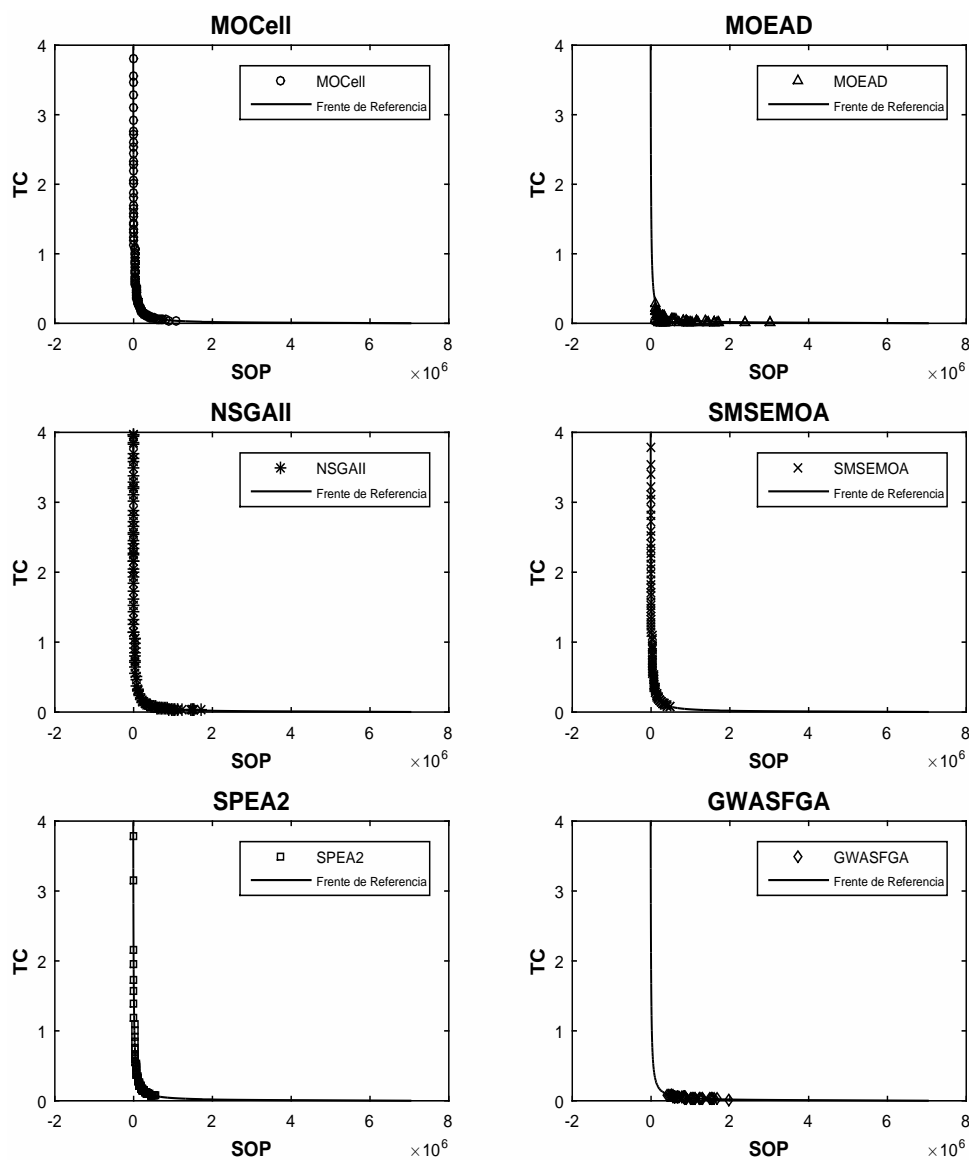 MOCell
4
3
2
1
0
TC
-2
0
2
4
6
8
SOP
×10^6
MOCell
Frente de Referencia
MOEAD
4
3
2
1
0
TC
-2
0
2
4
6
8
SOP
×10^6
MOEAD
Frente de Referencia
NSGAII
4
3
2
1
0
TC
-2
0
2
4
6
8
SOP
×10^6
NSGAII
Frente de Referencia
SMSEMOA
4
3
2
1
0
TC
-2
0
2
4
6
8
SOP
×10^6
SMSEMOA
Frente de Referencia
SPEA2
4
3
2
1
0
TC
-2
0
2
4
6
8
SOP
×10^6
SPEA2
Frente de Referencia
GWASFGA
4
3
2
1
0
TC
-2
0
2
4
6
8
SOP
×10^6
GWASFGA
Frente de Referencia